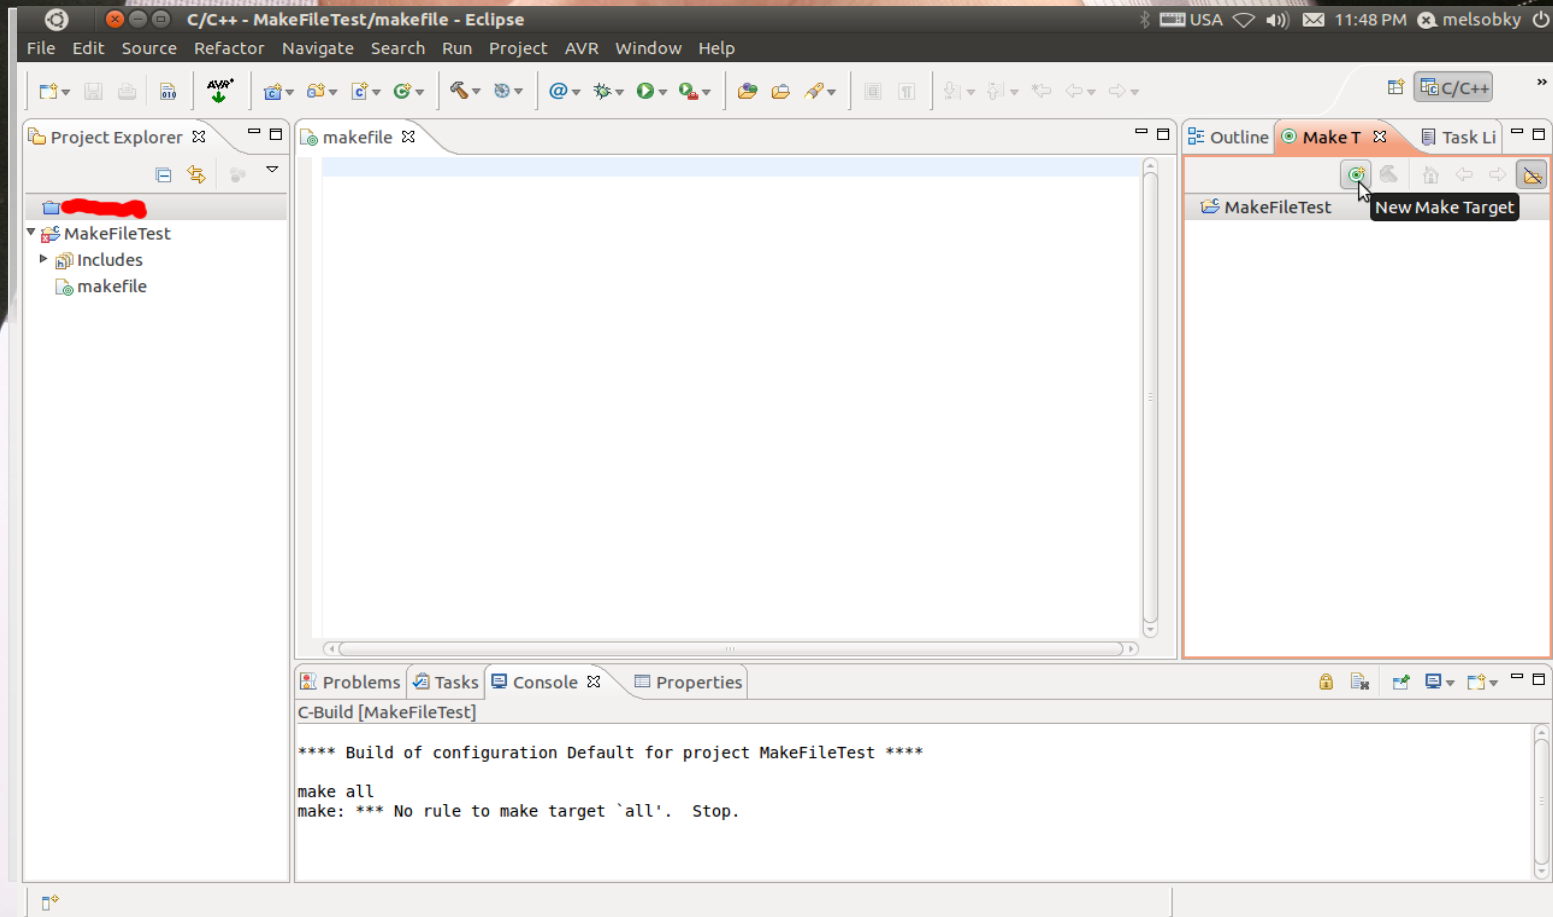 C/C++ - MakeFileTest/makefile - Eclipse
USA
11:48 PM
melsobky
File Edit Source Refactor Navigate Search Run Project AVR Window Help
AVR*
C/C++
Project Explorer
makefile
Outline
Make T
Task Li
MakeFileTest
New Make Target
MakeFileTest
Includes
makefile
Problems
Tasks
Console
Properties
C-Build [MakeFileTest]
**** Build of configuration Default for project MakeFileTest ****
make all
make: *** No rule to make target `all'.  Stop.